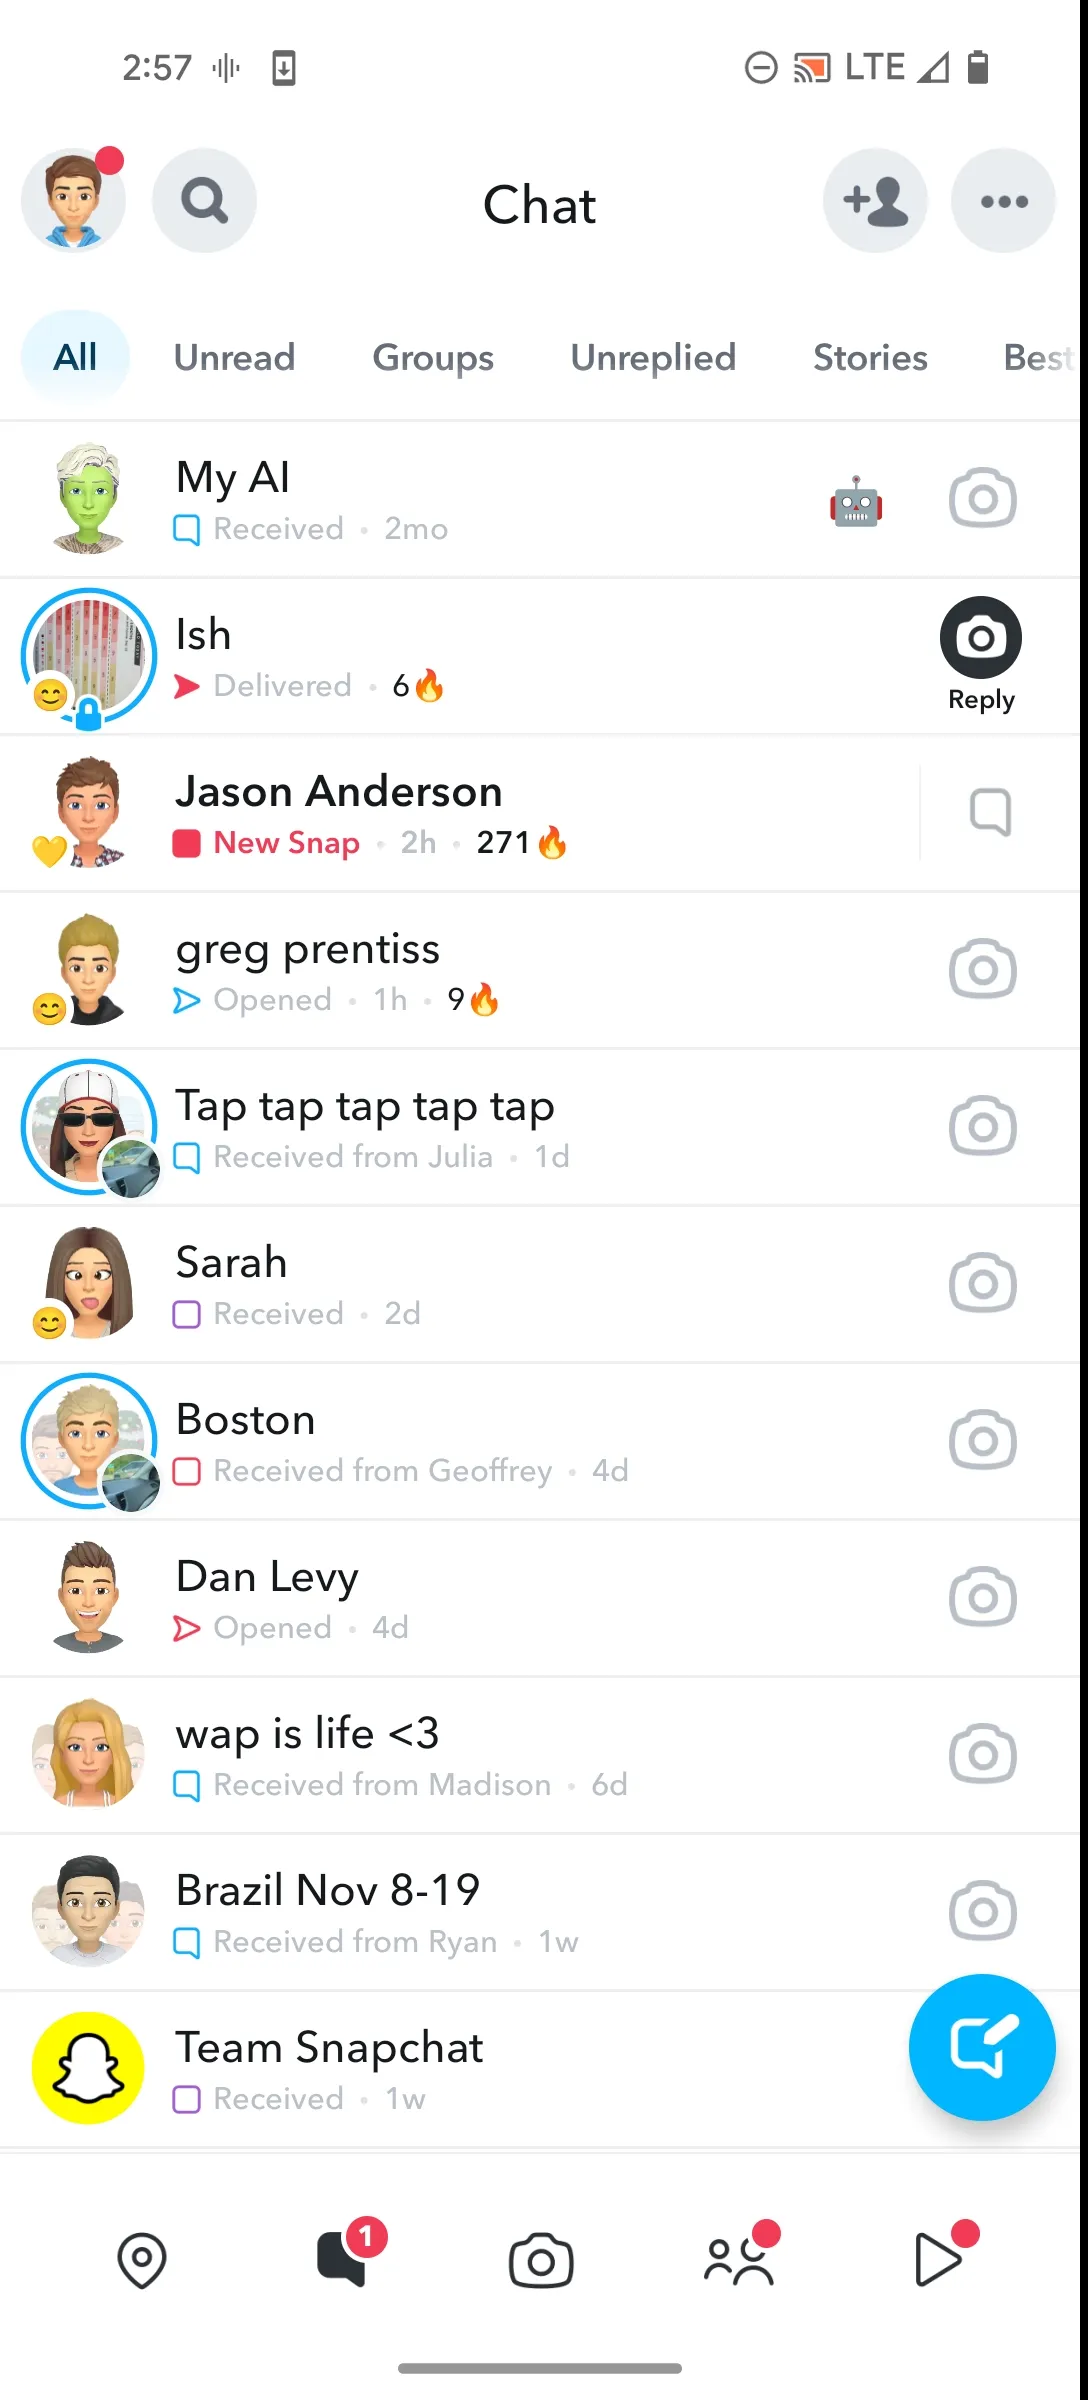 2:57 LTE
Chat
All Unread Groups Unreplied Stories Best
My AI
Received • 2mo
Ish
Delivered • 6🔥
Reply
Jason Anderson
New Snap • 2h • 271🔥
greg prentiss
Opened • 1h • 9🔥
Tap tap tap tap tap
Received from Julia • 1d
Sarah
Received • 2d
Boston
Received from Geoffrey • 4d
Dan Levy
Opened • 4d
wap is life <3
Received from Madison • 6d
Brazil Nov 8-19
Received from Ryan • 1w
Team Snapchat
Received • 1w
1